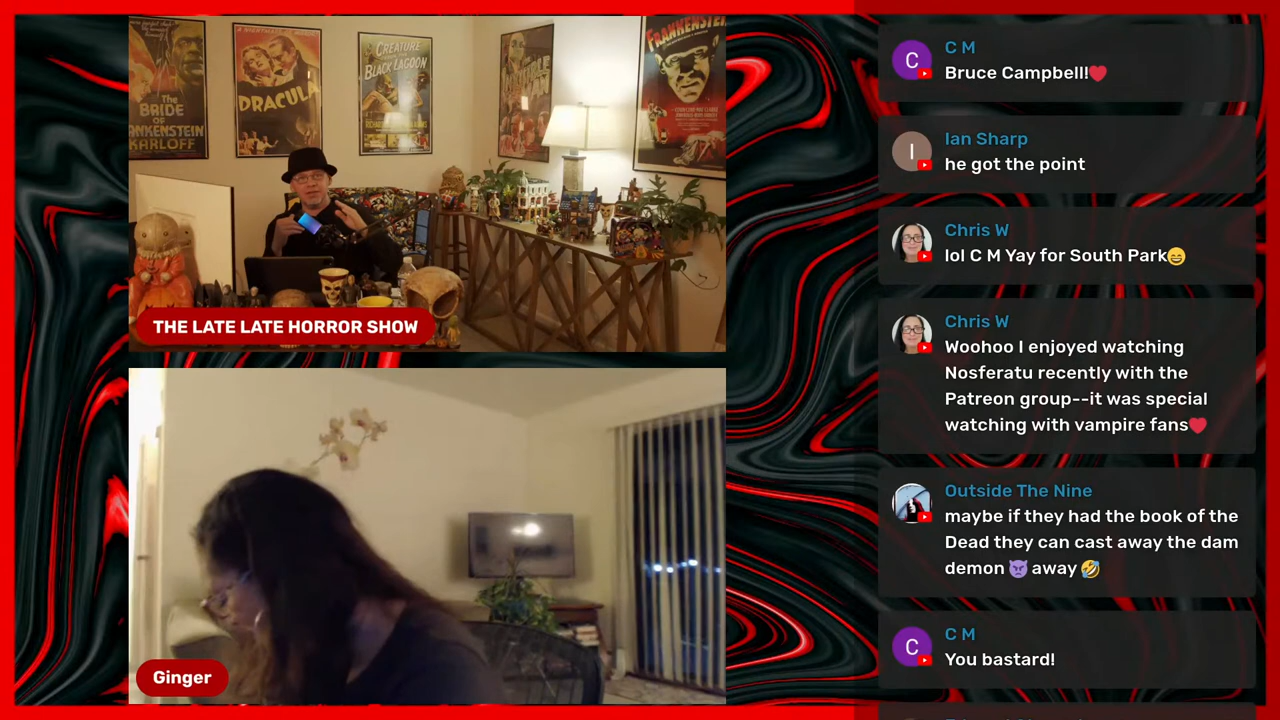 The
BRIDE
OF
KARLOFF
DRACULA
CREATURE
BLACK LAGOON
FRANKENSTEIN
THE LATE LATE HORROR SHOW
Ginger
C
C M
Bruce Campbell!❤️
I
Ian Sharp
he got the point
Chris W
lol C M Yay for South Park😄
Chris W
Woohoo I enjoyed watching
Nosferatu recently with the
Patreon group--it was special
watching with vampire fans❤️
Outside The Nine
maybe if they had the book of the
Dead they can cast away the dam
demon 👿 away 🤣
C
C M
You bastard!